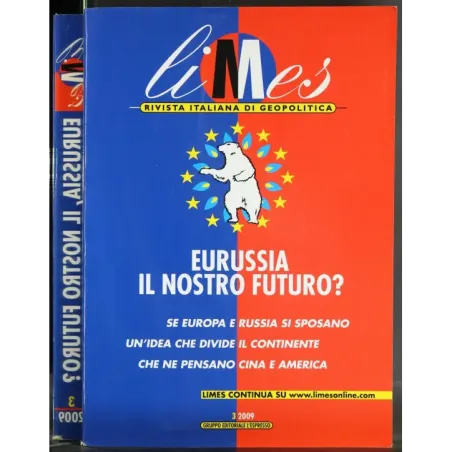 liMes
RIVISTA ITALIANA DI GEOPOLITICA
EURUSSIA
IL NOSTRO FUTURO?
SE EUROPA E RUSSIA SI SPOSANO
UN'IDEA CHE DIVIDE IL CONTINENTE
CHE NE PENSANO CINA E AMERICA
LIMES CONTINUA SU www.limesonline.com
3 2009
GRUPPO EDITORIALE L'ESPRESSO
liMes
EURUSSIA, IL NOSTRO FUTURO?
3
2009